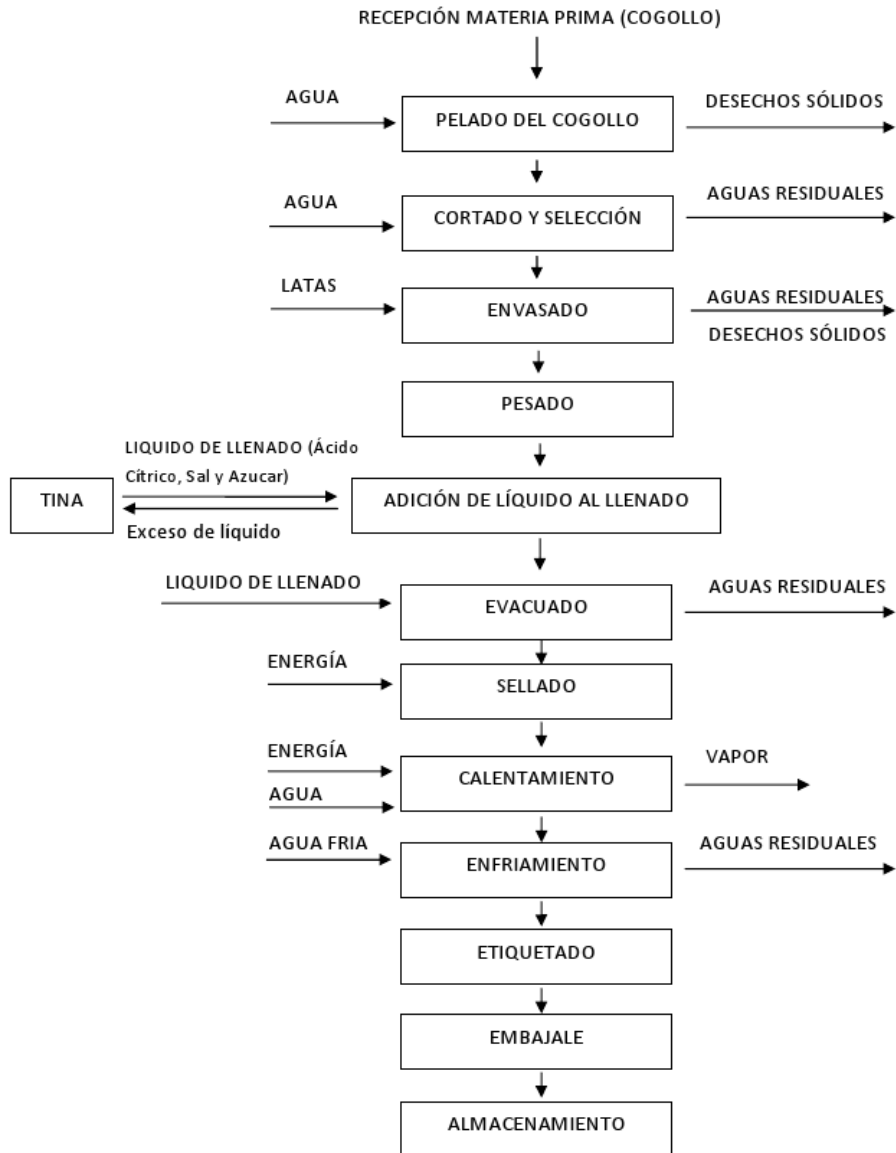 RECEPCIÓN MATERIA PRIMA (COGOLLO)
AGUA
PELADO DEL COGOLLO
DESECHOS SÓLIDOS
AGUA
CORTADO Y SELECCIÓN
AGUAS RESIDUALES
LATAS
ENVASADO
AGUAS RESIDUALES
DESECHOS SÓLIDOS
PESADO
LIQUIDO DE LLENADO (Ácido
Cítrico, Sal y Azucar)
TINA
ADICIÓN DE LÍQUIDO AL LLENADO
Exceso de líquido
LIQUIDO DE LLENADO
EVACUADO
AGUAS RESIDUALES
ENERGÍA
SELLADO
ENERGÍA
CALENTAMIENTO
VAPOR
AGUA
AGUA FRIA
ENFRIAMIENTO
AGUAS RESIDUALES
ETIQUETADO
EMBAJALE
ALMACENAMIENTO